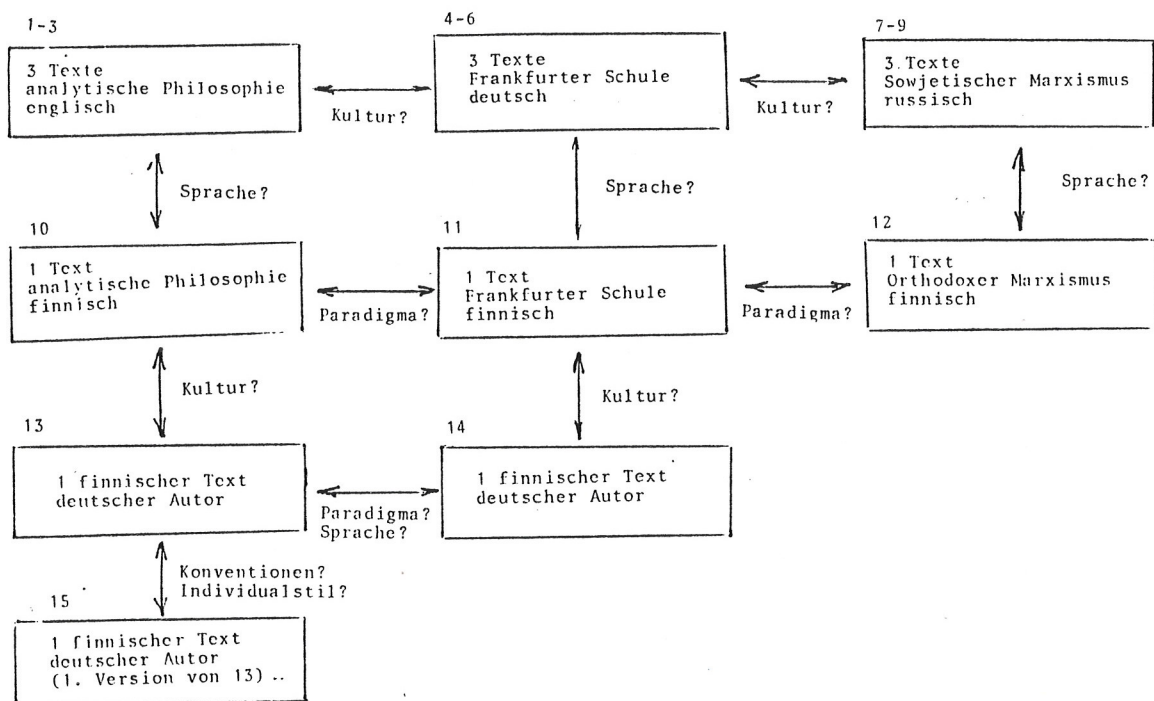 1-3
3 Texte
analytische Philosophie
englisch
Kultur?
4-6
3 Texte
Frankfurter Schule
deutsch
Kultur?
7-9
3 Texte
Sowjetischer Marxismus
russisch
Sprache?
Sprache?
Sprache?
10
1 Text
analytische Philosophie
finnisch
Paradigma?
11
1 Text
Frankfurter Schule
finnisch
Paradigma?
12
1 Text
Orthodoxer Marxismus
finnisch
Kultur?
Kultur?
13
1 finnischer Text
deutscher Autor
Paradigma?
Sprache?
14
1 finnischer Text
deutscher Autor
Konventionen?
Individualstil?
15
1 finnischer Text
deutscher Autor
(1. Version von 13) ..